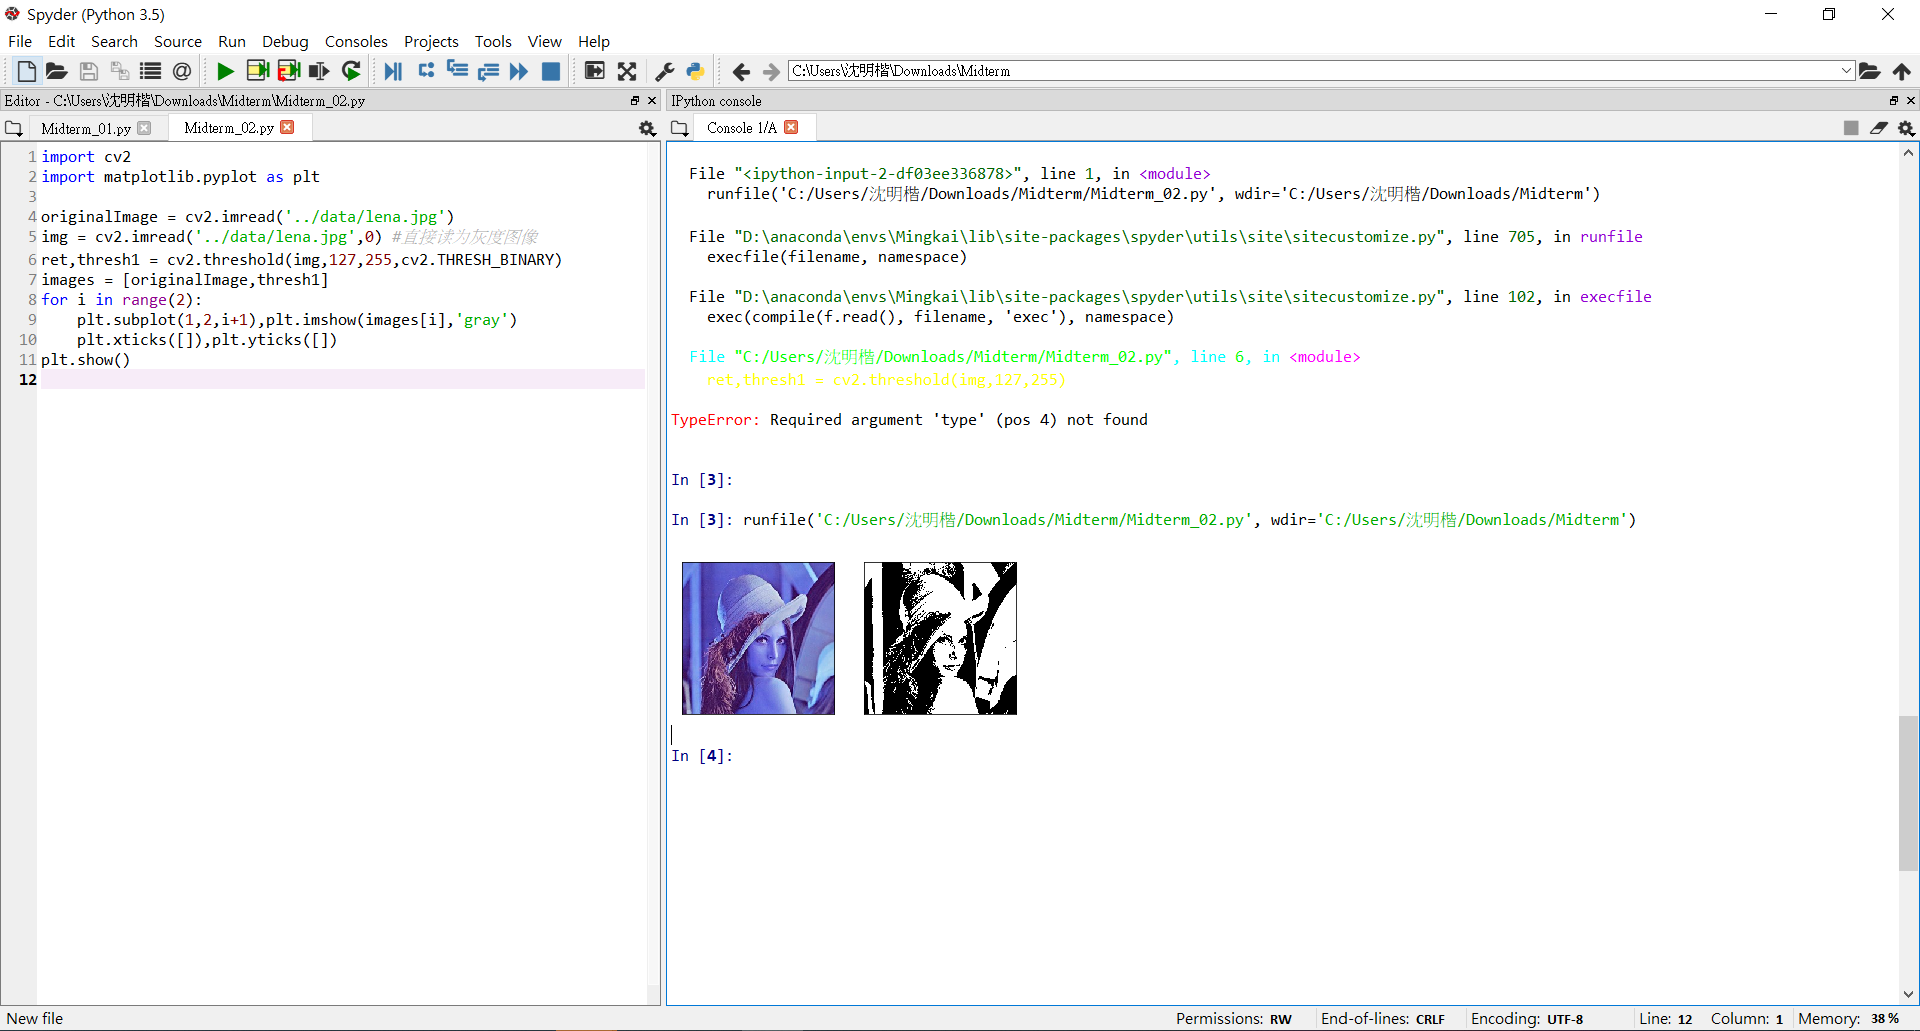 Spyder (Python 3.5)
File Edit Search Source Run Debug Consoles Projects Tools View Help
C:\Users\沈明楷\Downloads\Midterm
Editor - C:\Users\沈明楷\Downloads\Midterm\Midterm_02.py
Midterm_01.py Midterm_02.py
1 import cv2
2 import matplotlib.pyplot as plt
3
4 originalImage = cv2.imread('../data/lena.jpg')
5 img = cv2.imread('../data/lena.jpg',0) #直接读为灰度图像
6 ret,thresh1 = cv2.threshold(img,127,255,cv2.THRESH_BINARY)
7 images = [originalImage,thresh1]
8 for i in range(2):
9     plt.subplot(1,2,i+1),plt.imshow(images[i],'gray')
10     plt.xticks([]),plt.yticks([])
11 plt.show()
12
IPython console
Console 1/A
File "<ipython-input-2-df03ee336878>", line 1, in <module>
runfile('C:/Users/沈明楷/Downloads/Midterm/Midterm_02.py', wdir='C:/Users/沈明楷/Downloads/Midterm')
File "D:\anaconda\envs\Mingkai\lib\site-packages\spyder\utils\site\sitecustomize.py", line 705, in runfile
execfile(filename, namespace)
File "D:\anaconda\envs\Mingkai\lib\site-packages\spyder\utils\site\sitecustomize.py", line 102, in execfile
exec(compile(f.read(), filename, 'exec'), namespace)
File "C:/Users/沈明楷/Downloads/Midterm/Midterm_02.py", line 6, in <module>
ret,thresh1 = cv2.threshold(img,127,255)
TypeError: Required argument 'type' (pos 4) not found
In [3]:
In [3]: runfile('C:/Users/沈明楷/Downloads/Midterm/Midterm_02.py', wdir='C:/Users/沈明楷/Downloads/Midterm')
In [4]:
New file
Permissions: RW End-of-lines: CRLF Encoding: UTF-8 Line: 12 Column: 1 Memory: 38 %